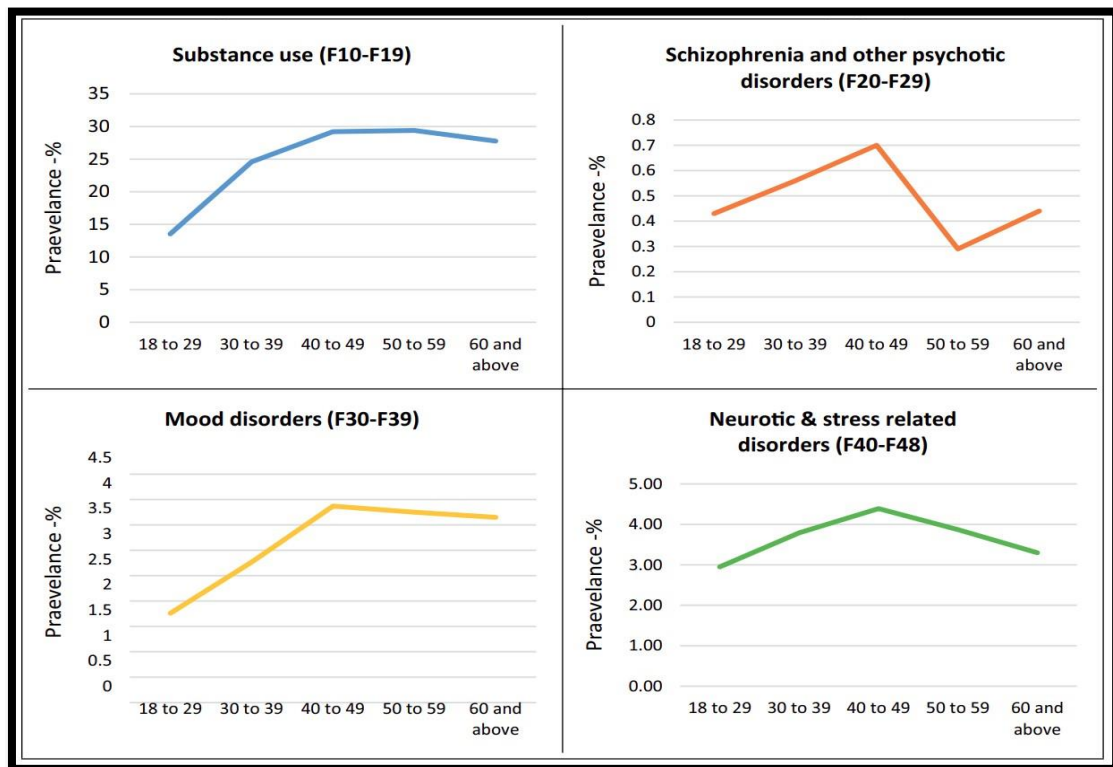 Substance use (F10-F19)
Praevelance -%
35
30
25
20
15
10
5
0
18 to 29 30 to 39 40 to 49 50 to 59 60 and
above
Schizophrenia and other psychotic
disorders (F20-F29)
Praevelance -%
0.8
0.7
0.6
0.5
0.4
0.3
0.2
0.1
0
18 to 29 30 to 39 40 to 49 50 to 59 60 and
above
Mood disorders (F30-F39)
Praevelance -%
4.5
4
3.5
3
2.5
2
1.5
1
0.5
0
18 to 29 30 to 39 40 to 49 50 to 59 60 and
above
Neurotic & stress related
disorders (F40-F48)
Praevelance -%
5.00
4.00
3.00
2.00
1.00
0.00
18 to 29 30 to 39 40 to 49 50 to 59 60 and
above